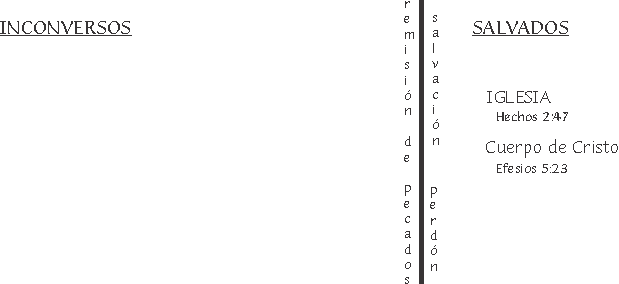 INCONVERSOS
remisión de pecados
salvación perdón
SALVADOS
IGLESIA
Hechos 2:47
Cuerpo de Cristo
Efesios 5:23